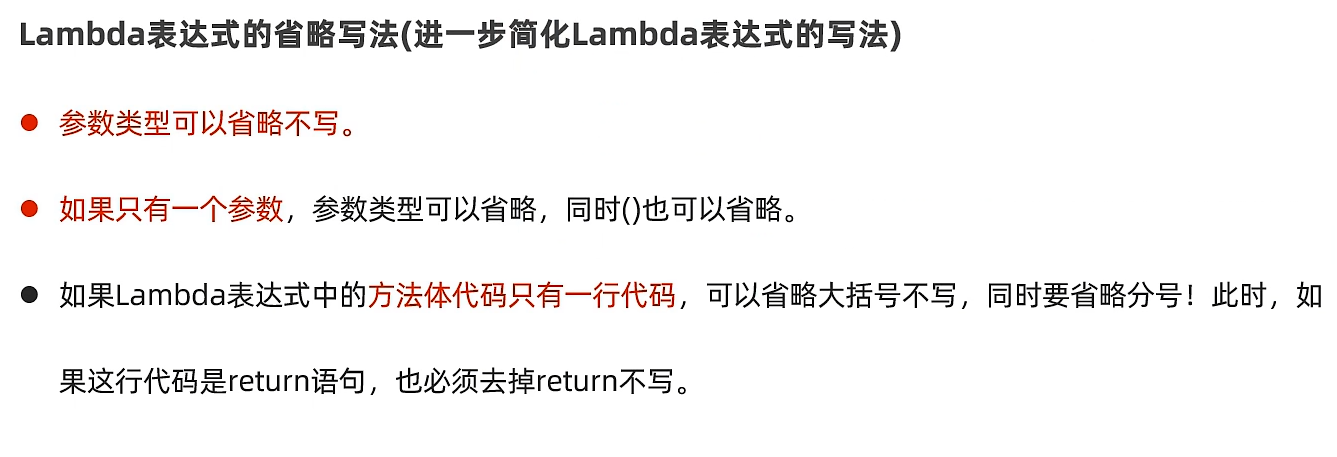 Lambda表达式的省略写法(进一步简化Lambda表达式的写法)
● 参数类型可以省略不写。
● 如果只有一个参数，参数类型可以省略，同时()也可以省略。
● 如果Lambda表达式中的方法体代码只有一行代码，可以省略大括号不写，同时要省略分号！此时，如
果这行代码是return语句，也必须去掉return不写。